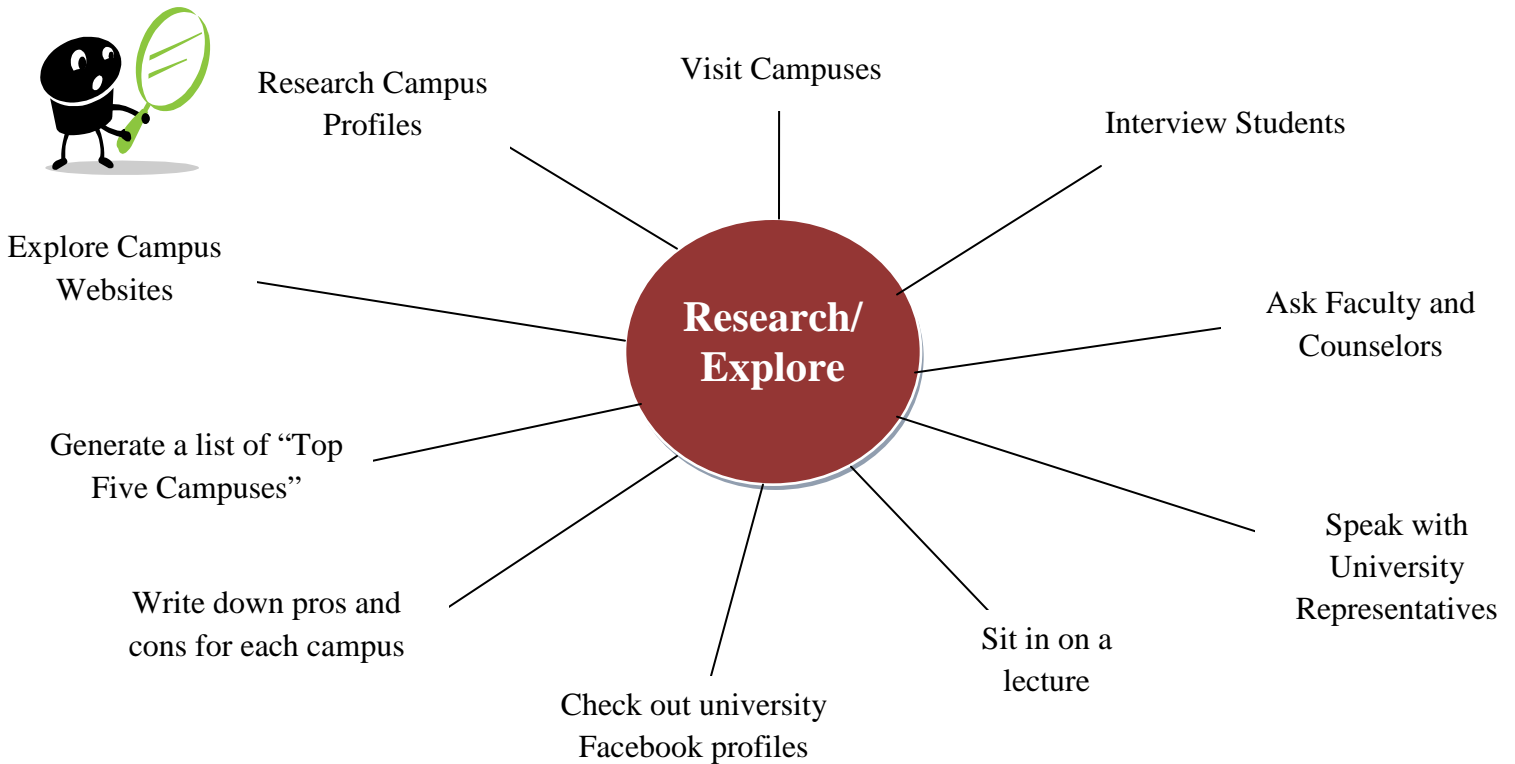 Research Campus
Profiles
Visit Campuses
Interview Students
Explore Campus
Websites
Research/
Explore
Ask Faculty and
Counselors
Generate a list of “Top
Five Campuses”
Speak with
University
Representatives
Write down pros and
cons for each campus
Sit in on a
lecture
Check out university
Facebook profiles